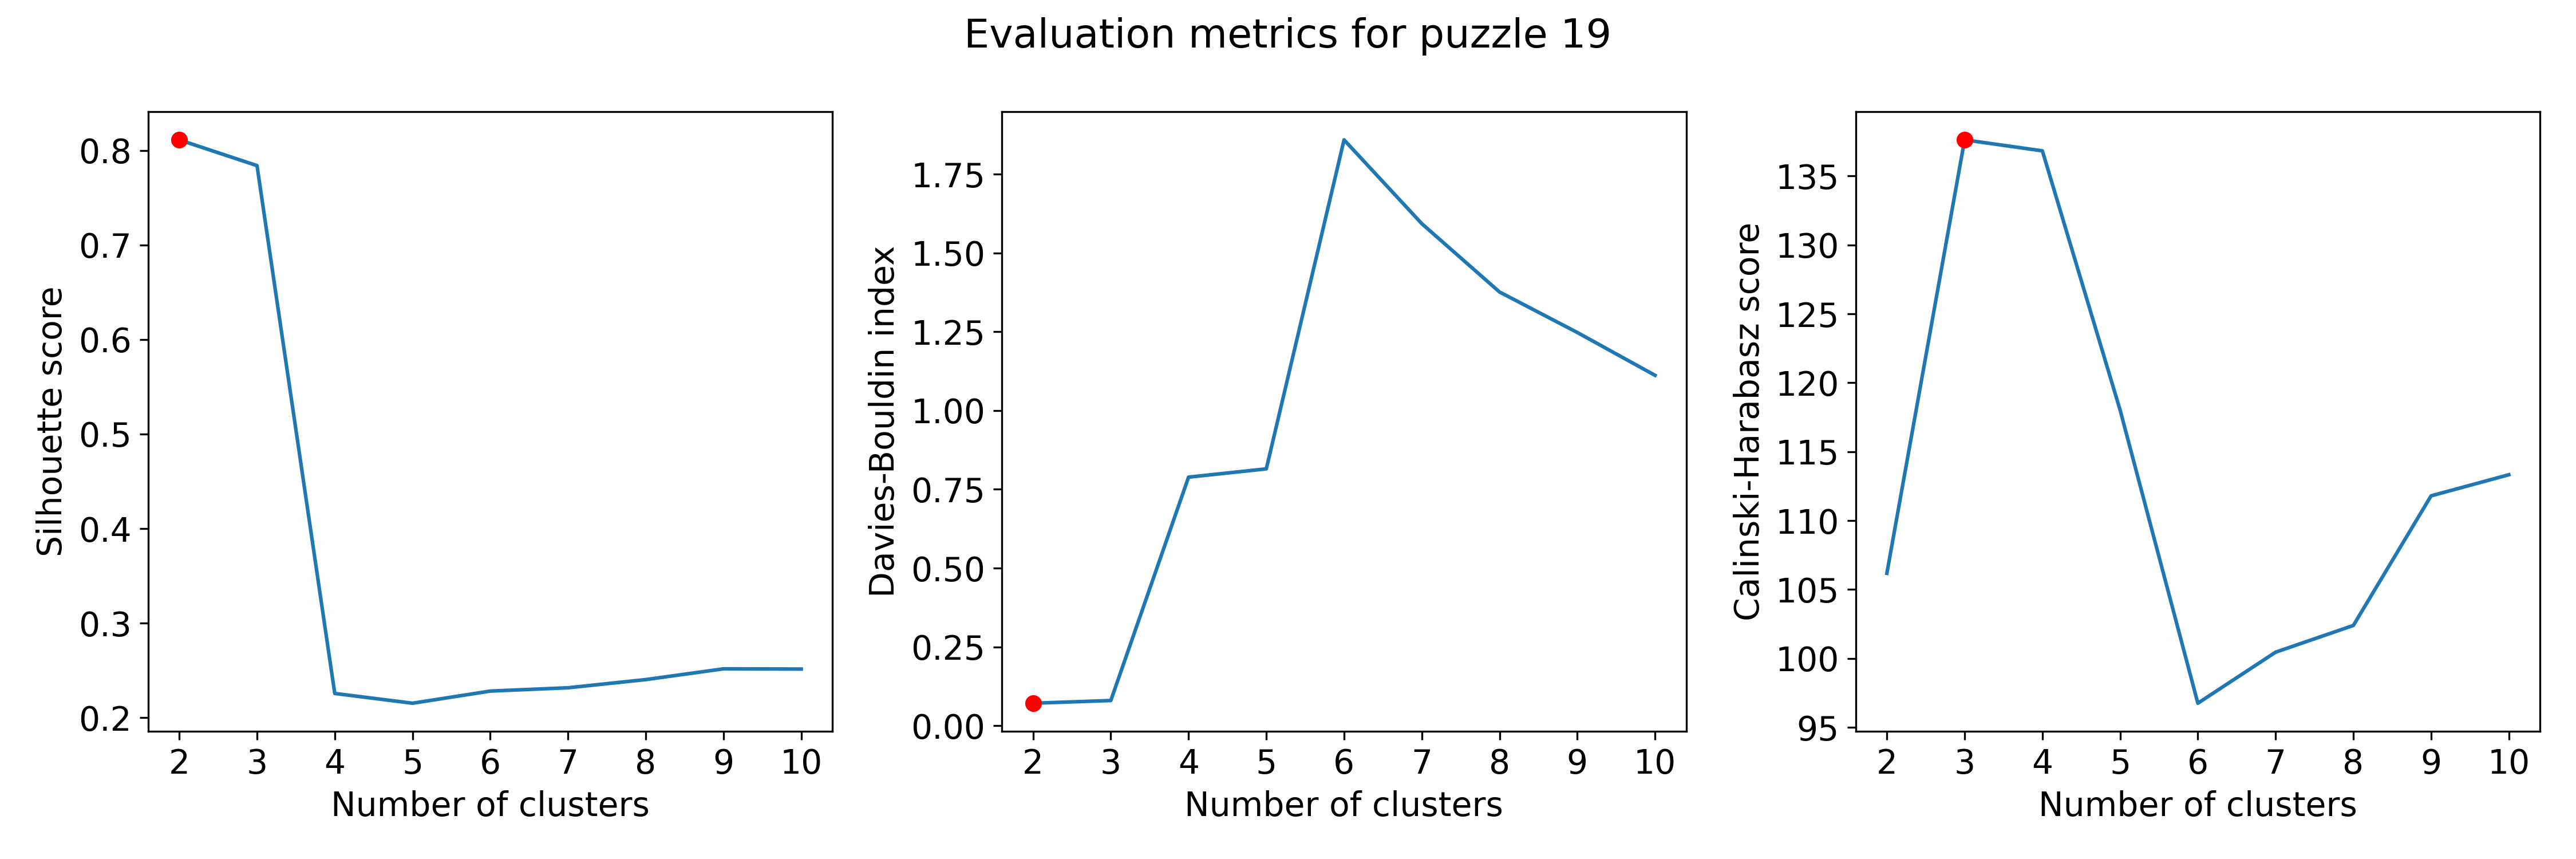 Evaluation metrics for puzzle 19
Silhouette score
0.8
0.7
0.6
0.5
0.4
0.3
0.2
2 3 4 5 6 7 8 9 10
Number of clusters
Davies-Bouldin index
1.75
1.50
1.25
1.00
0.75
0.50
0.25
0.00
2 3 4 5 6 7 8 9 10
Number of clusters
Calinski-Harabasz score
135
130
125
120
115
110
105
100
95
2 3 4 5 6 7 8 9 10
Number of clusters